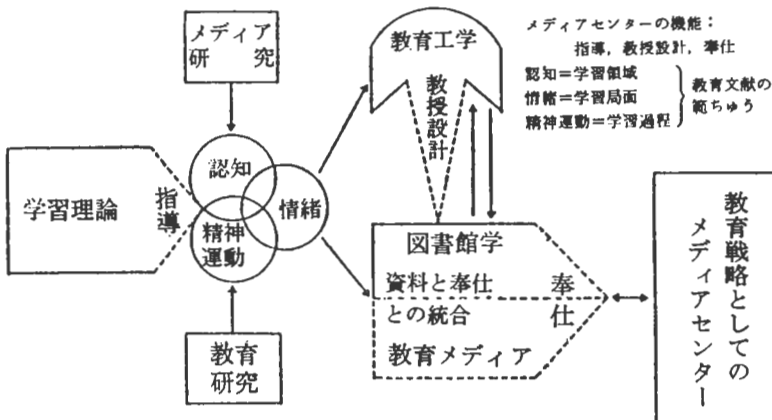 メディア
研究
教育工学
教授設計
メディアセンターの機能：
指導，教授設計，奉仕
認知＝学習領域
情緒＝学習局面
精神運動＝学習過程
教育文献の
範ちゅう
学習理論
指導
認知
情緒
精神
運動
図書館学
資料と奉仕
との統合
奉仕
教育メディア
教育
研究
教育戦略としての
メディアセンター